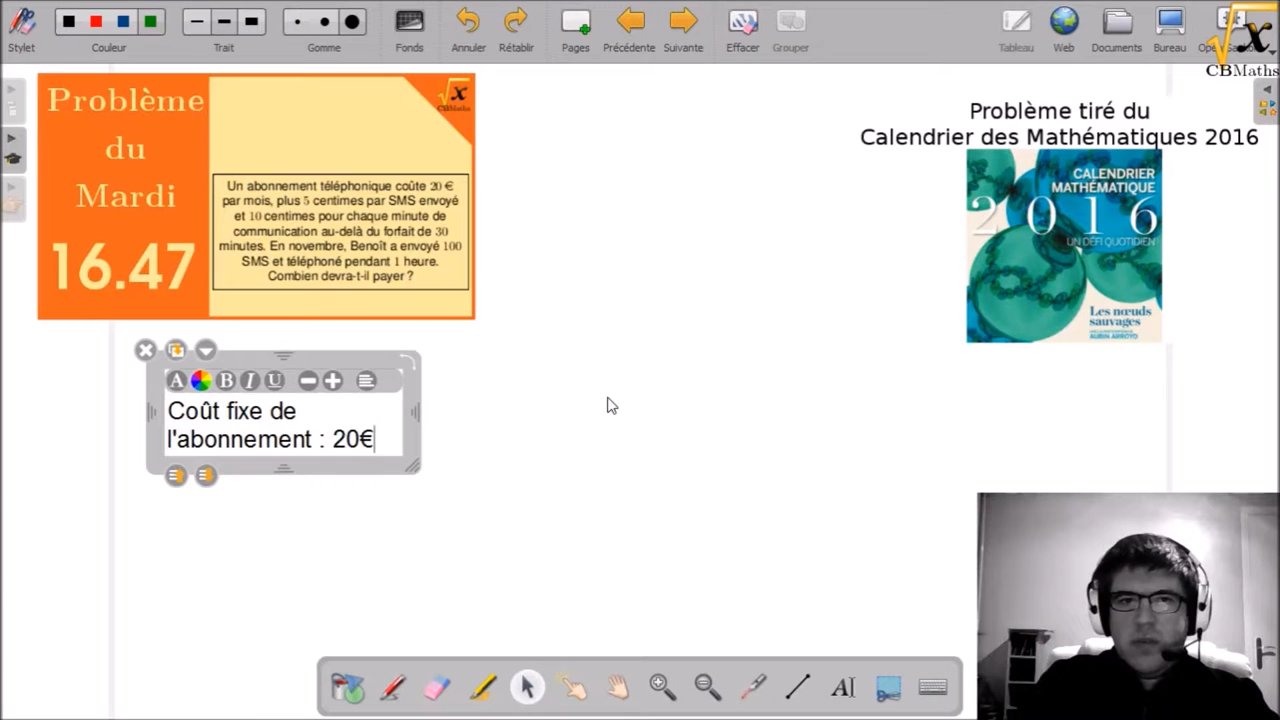 Stylet
Couleur
Trait
Gomme
Fonds
Annuler
Rétablir
Pages
Précédente
Suivante
Effacer
Grouper
Tableau
Web
Documents
Bureau
x
CBMaths
Problème
du
Mardi
16.47
x
CBMaths
Un abonnement téléphonique coûte 20 €
par mois, plus 5 centimes par SMS envoyé
et 10 centimes pour chaque minute de
communication au-delà du forfait de 30
minutes. En novembre, Benoît a envoyé 100
SMS et téléphoné pendant 1 heure.
Combien devra-t-il payer ?
Problème tiré du
Calendrier des Mathématiques 2016
CALENDRIER
MATHÉMATIQUE
2016
UN DÉFI QUOTIDIEN
Les nœuds
sauvages
A B I U
Coût fixe de
l'abonnement : 20€
AI